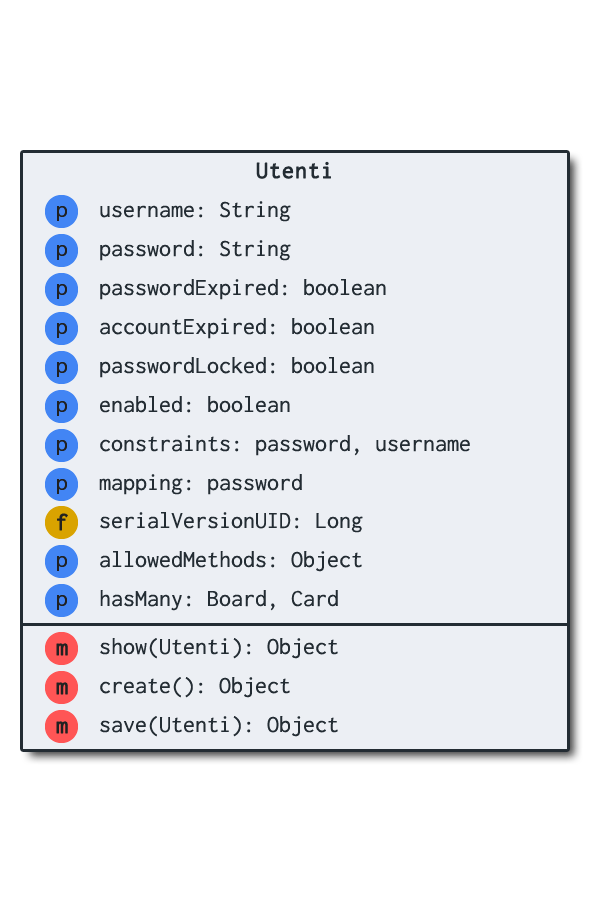 Utenti
p username: String
p password: String
p passwordExpired: boolean
p accountExpired: boolean
p passwordLocked: boolean
p enabled: boolean
p constraints: password, username
p mapping: password
f serialVersionUID: Long
p allowedMethods: Object
p hasMany: Board, Card
m show(Utenti): Object
m create(): Object
m save(Utenti): Object